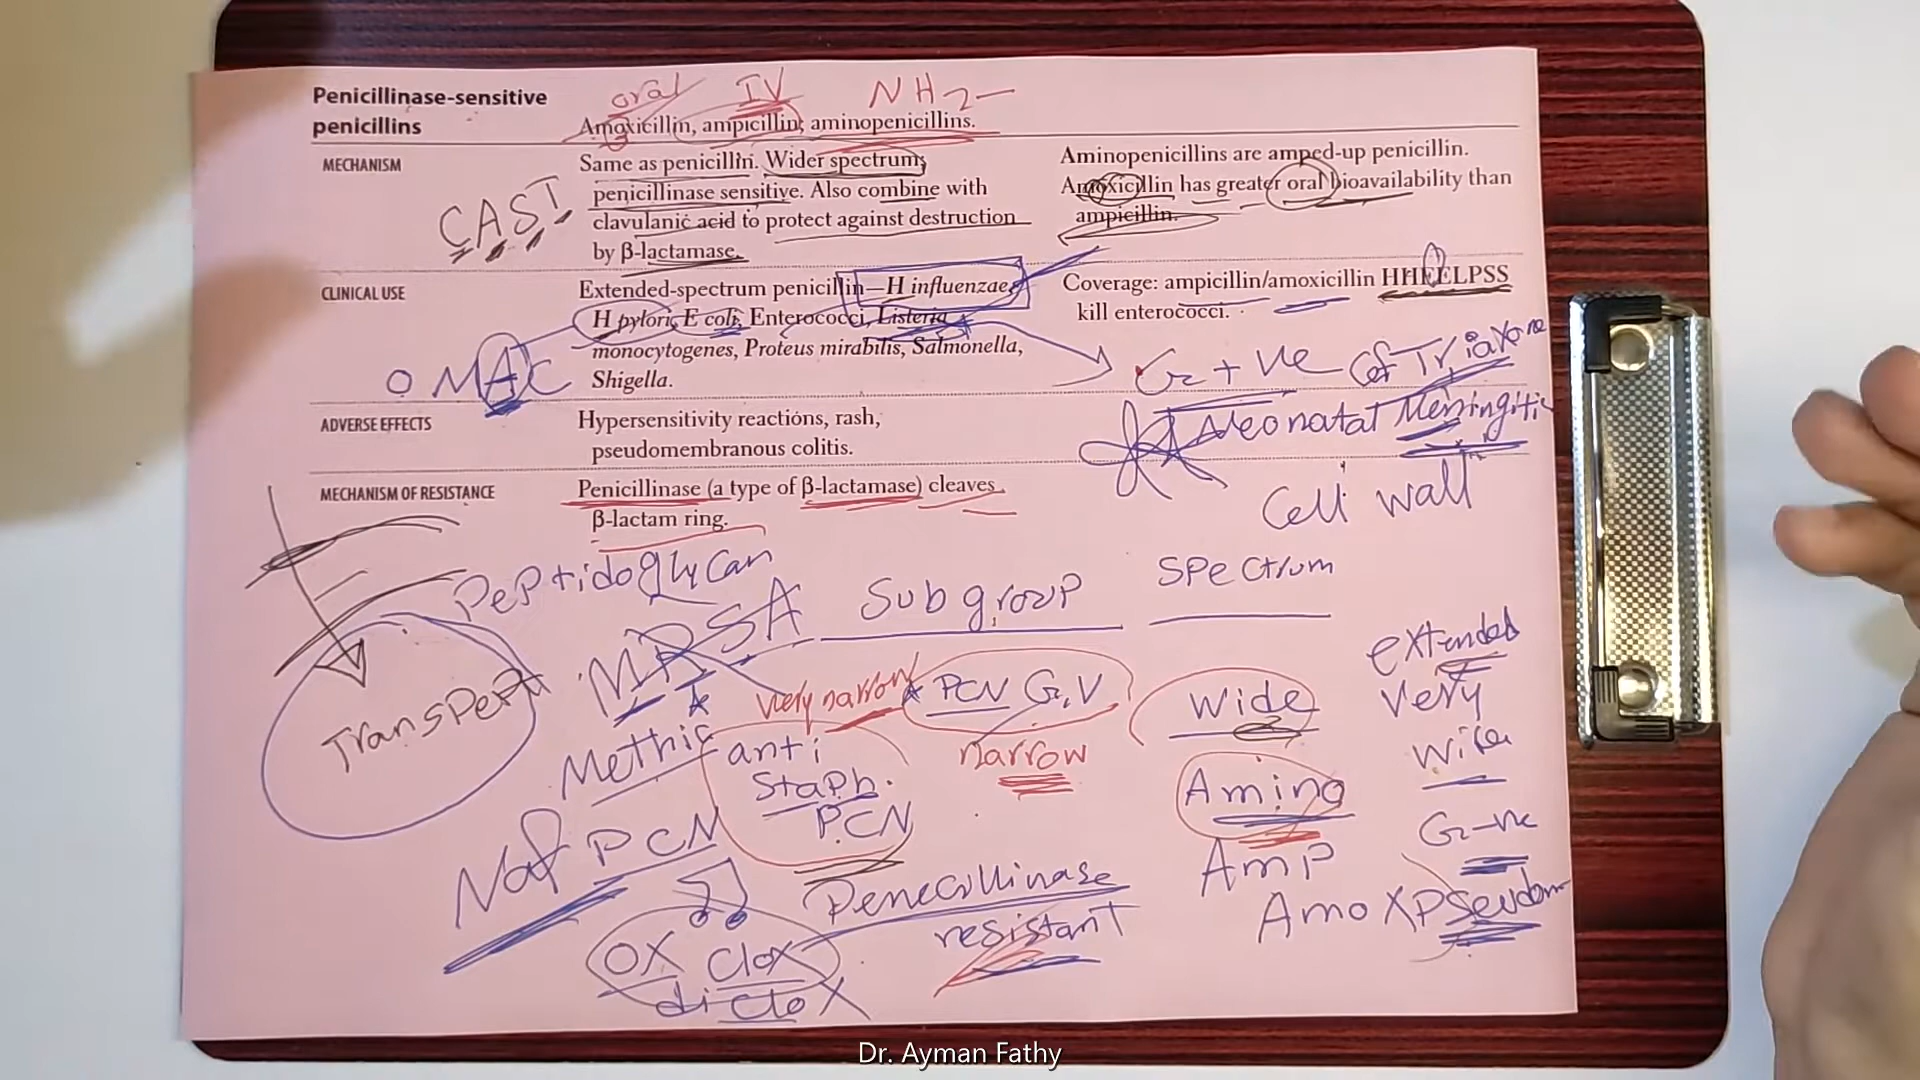 oral IV NH2-
Penicillinase-sensitive
penicillins
Amoxicillin, ampicillin; aminopenicillins.
MECHANISM
Same as penicillin. Wider spectrum;
penicillinase sensitive. Also combine with
clavulanic acid to protect against destruction
by β-lactamase.
CAST
Aminopenicillins are amped-up penicillin.
Amoxicillin has greater oral bioavailability than
ampicillin.
CLINICAL USE
Extended-spectrum penicillin—H influenzae,
H pylori, E coli, Enterococci, Listeria
monocytogenes, Proteus mirabilis, Salmonella,
Shigella.
OMAC
Coverage: ampicillin/amoxicillin HHEELPSS
kill enterococci.
G+ve CefTriaxone
Neonatal Meningitis
ADVERSE EFFECTS
Hypersensitivity reactions, rash,
pseudomembranous colitis.
MECHANISM OF RESISTANCE
Penicillinase (a type of β-lactamase) cleaves
β-lactam ring.
Cell wall
Peptidoglycan
Subgroup
Spectrum
MRSA
TransPept
Methic
Naf PCN
very narrow
PCN G,V
narrow
anti
Staph.
PCN
Penecillinase
resistant
OX Clox
diclox
Wide
Amino
Amp
Amox
extended
very
wide
G-ve
Pseudom
Dr. Ayman Fathy